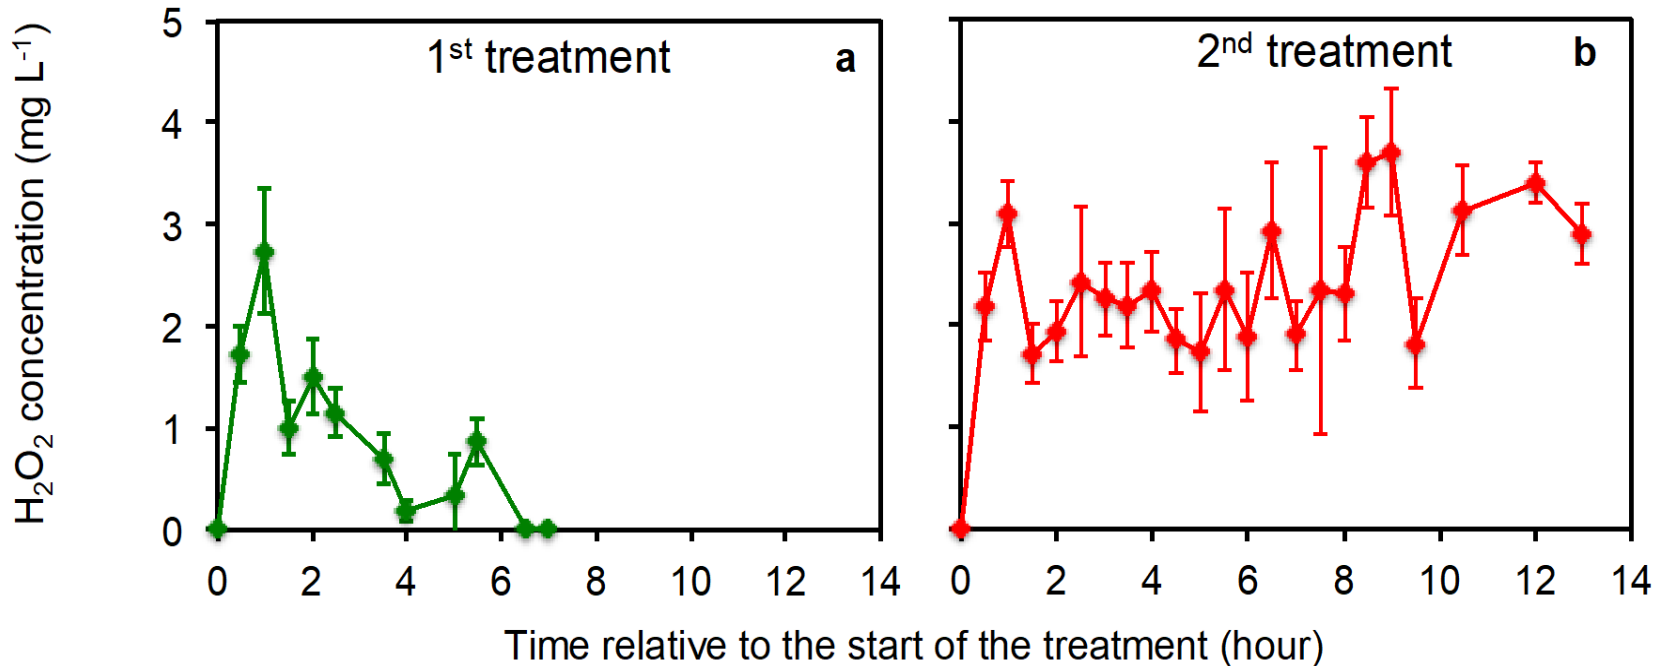 1st treatment a
2nd treatment b
H₂O₂ concentration (mg L⁻¹)
5
4
3
2
1
0
0 2 4 6 8 10 12 14
0 2 4 6 8 10 12 14
Time relative to the start of the treatment (hour)